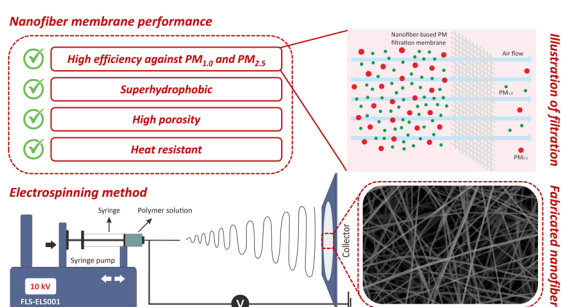 Nanofiber membrane performance
High efficiency against PM1.0 and PM2.5
Superhydrophobic
High porosity
Heat resistant
Nanofiber-based PM
filtration membrane
Air flow
PM1.0
PM2.5
Illustration of filtration
Electrospinning method
Syringe
Polymer solution
Syringe pump
10 kV
FLS-ELS001
V
Collector
Fabricated nanofiber